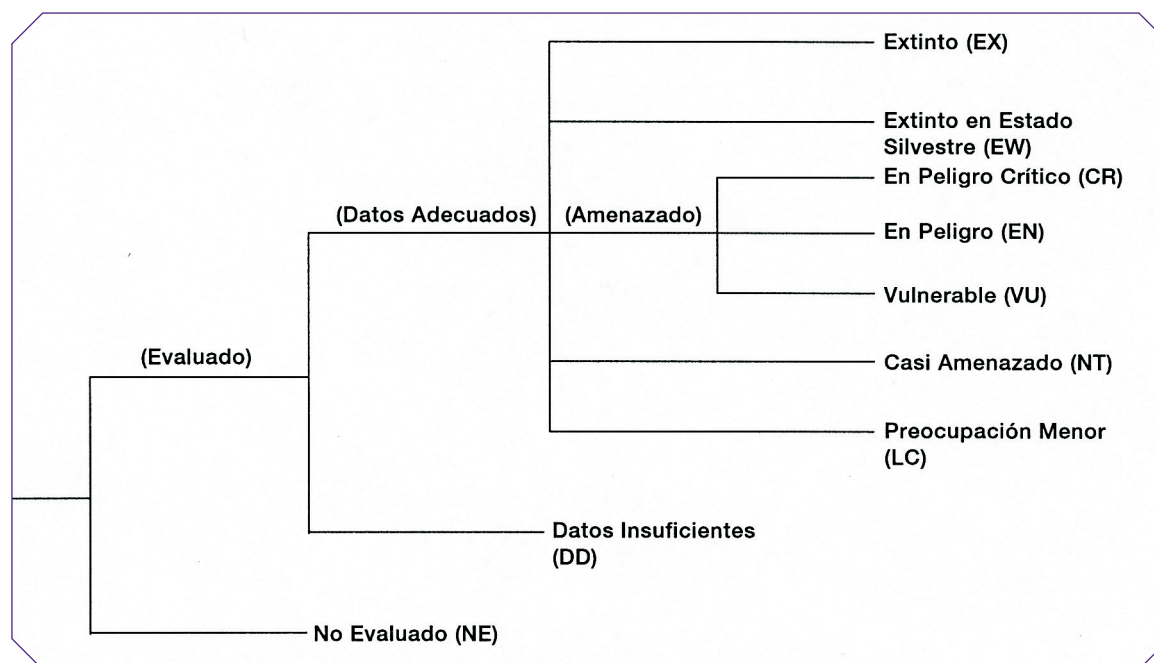 Extinto (EX)
Extinto en Estado
Silvestre (EW)
En Peligro Crítico (CR)
(Datos Adecuados)
(Amenazado)
En Peligro (EN)
Vulnerable (VU)
(Evaluado)
Casi Amenazado (NT)
Preocupación Menor
(LC)
Datos Insuficientes
(DD)
No Evaluado (NE)